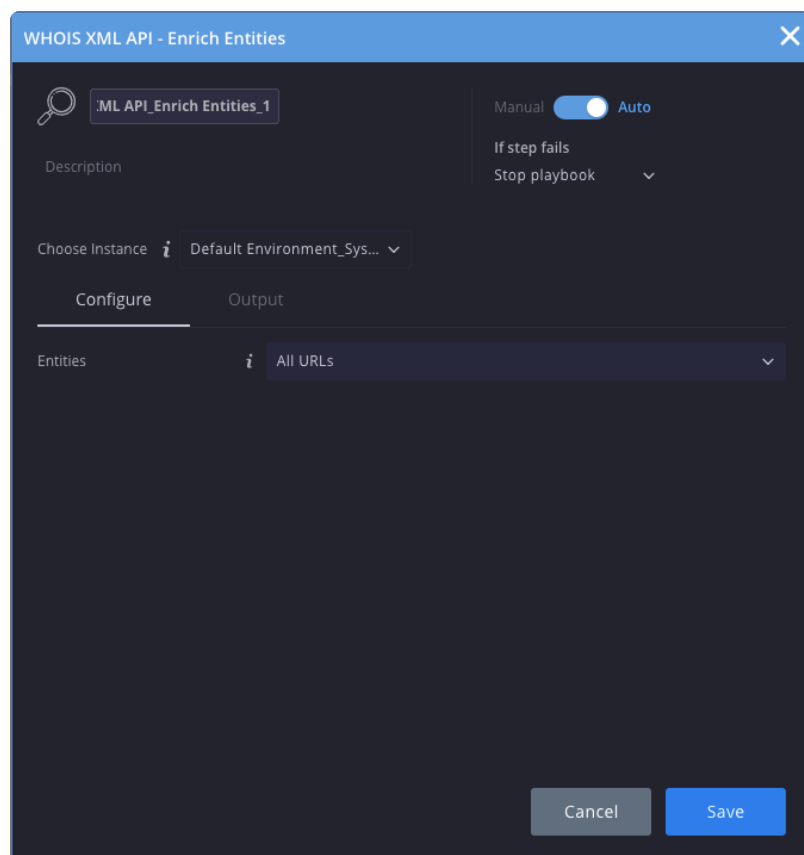 WHOIS XML API - Enrich Entities
ML API_Enrich Entities_1
Manual Auto
If step fails
Description
Stop playbook
Choose Instance i Default Environment_Sys...
Configure Output
Entities i All URLs
Cancel Save